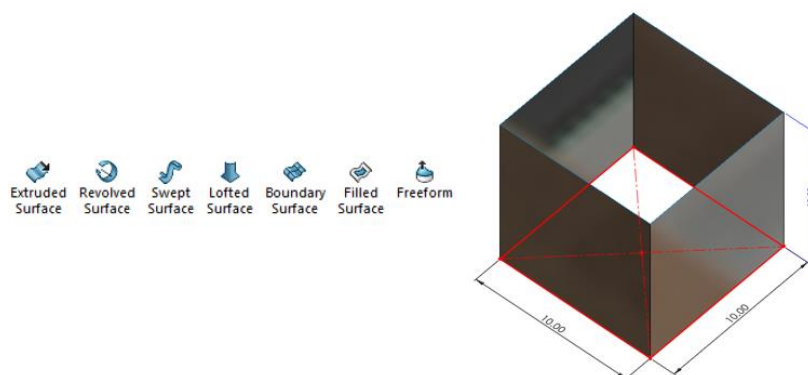 Extruded Surface
Revolved Surface
Swept Surface
Lofted Surface
Boundary Surface
Filled Surface
Freeform
10.00
10.00